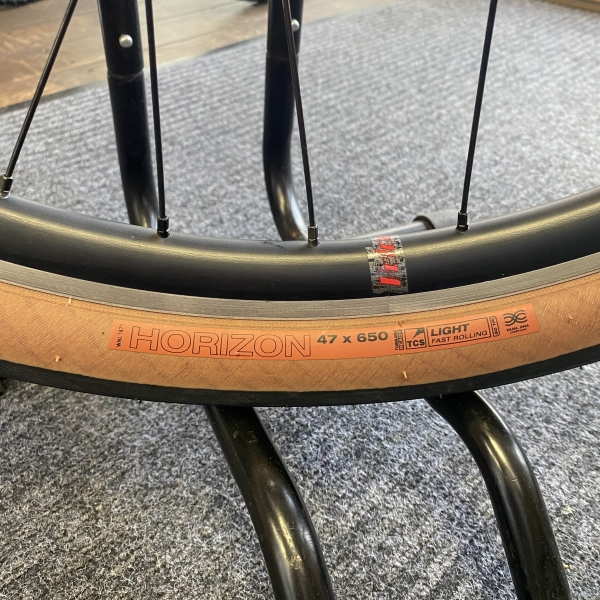 HORIZON 47 x 650
TCS
LIGHT
FAST ROLLING